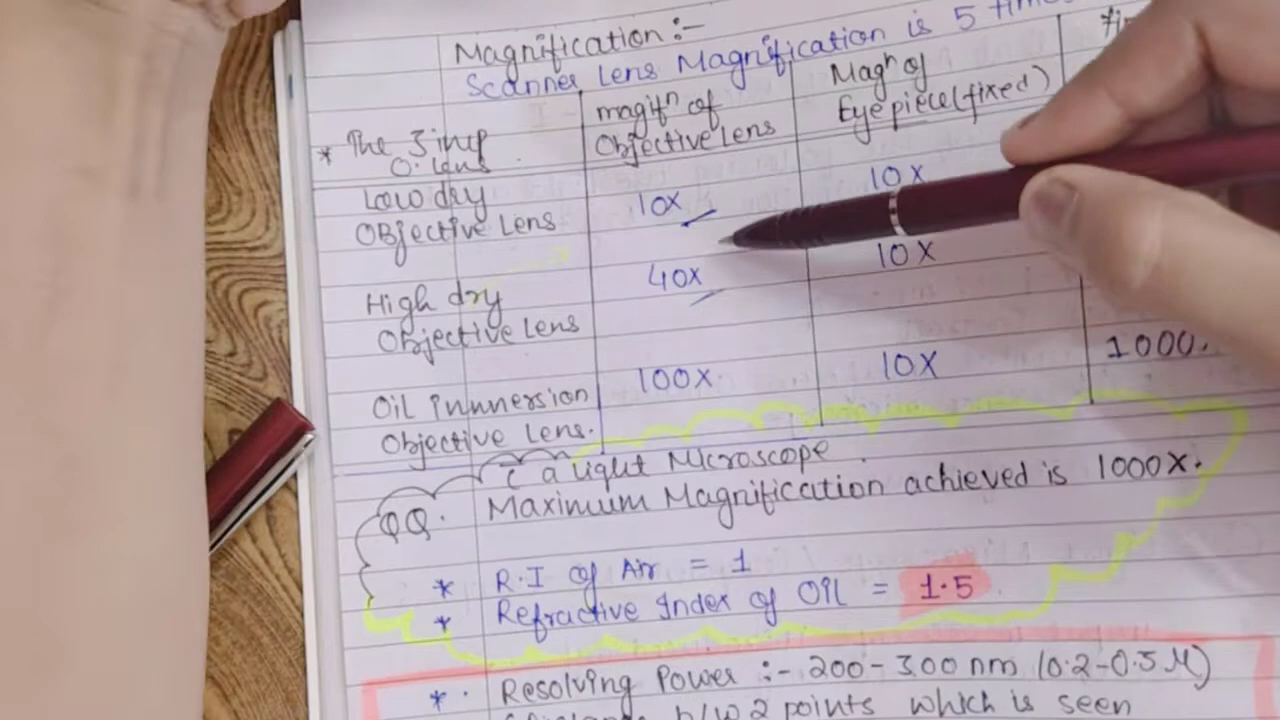 Magnification :-
Scanner Lens Magnification is 5 times
* The 3 imp O. lens
magifⁿ of Objective Lens
Magⁿ of Eyepiece (fixed)
Low dry Objective Lens
10x
10x
High dry Objective Lens
40x
10x
Oil Immersion Objective Lens.
100x
10x
1000.
c̄ a light Microscope
QQ. Maximum Magnification achieved is 1000x.
* R.I of Air = 1
* Refractive Index of Oil = 1.5
* . Resolving Power :- 200-300 nm (0.2-0.3 M)
b/w 2 points which is seen